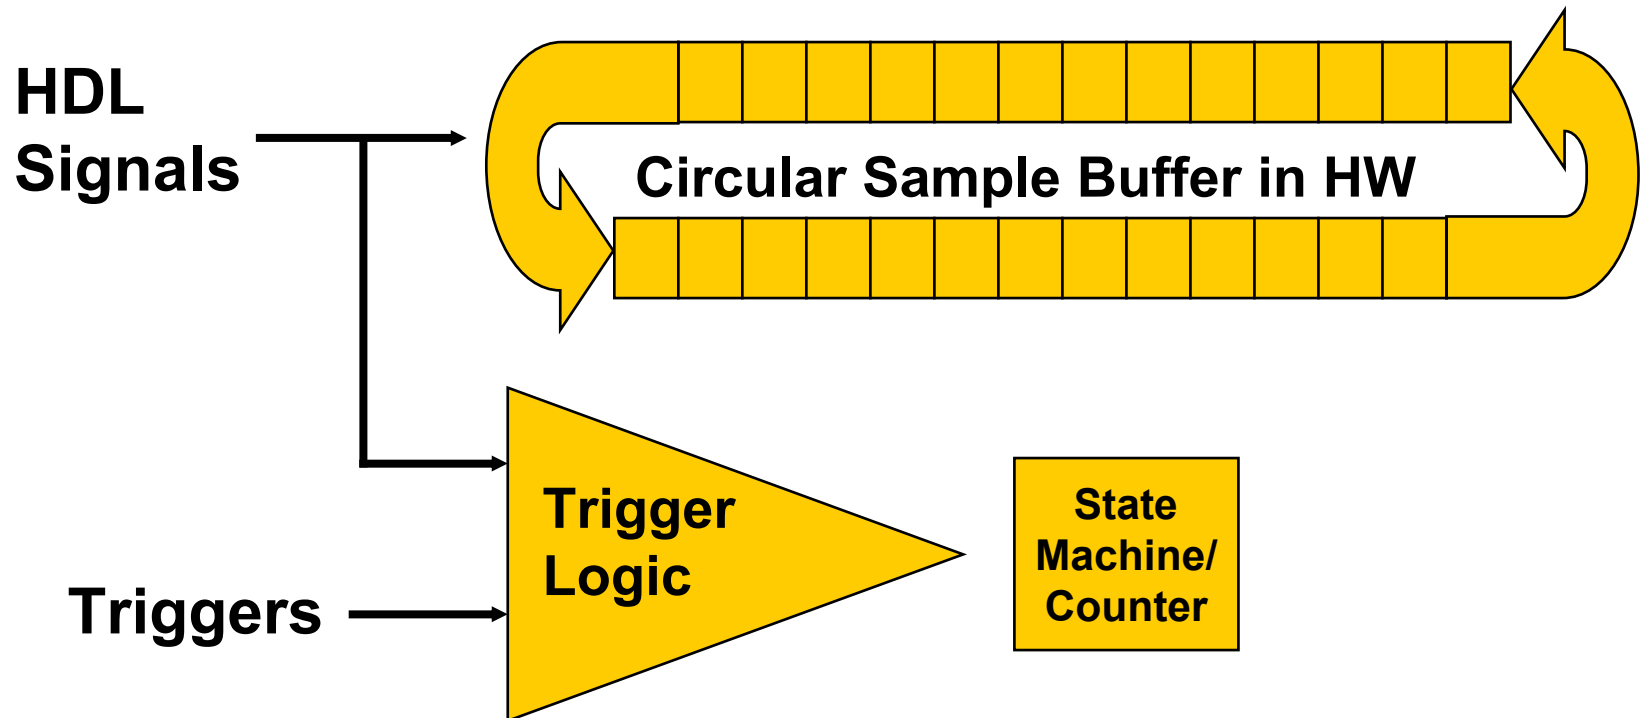 HDL
Signals
Circular Sample Buffer in HW
Trigger
Logic
State
Machine/
Counter
Triggers